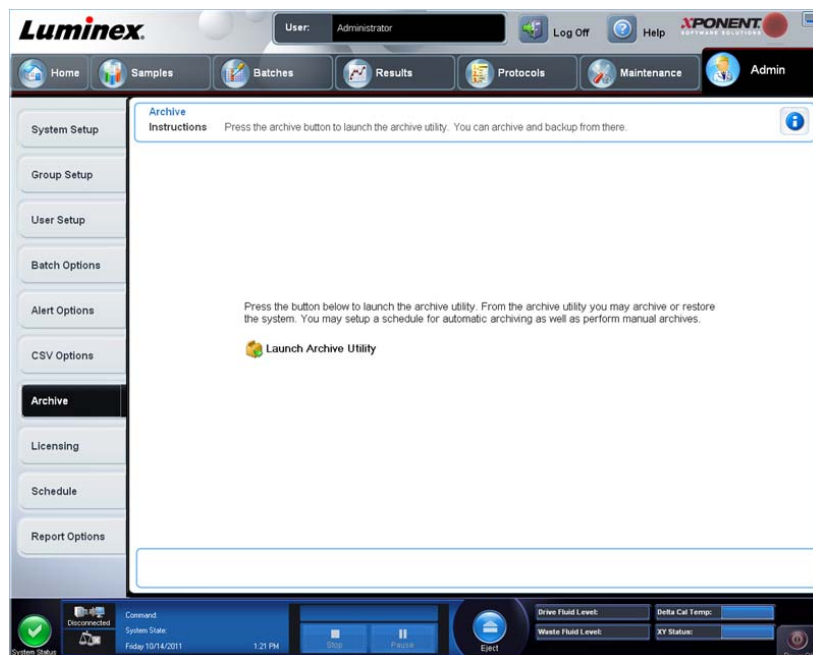 Luminex. User: Administrator Log Off Help XPONENT.
SOFTWARE SOLUTIONS
Home Samples Batches Results Protocols Maintenance Admin
Archive
Instructions Press the archive button to launch the archive utility. You can archive and backup from there.
System Setup
Group Setup
User Setup
Batch Options
Alert Options
CSV Options
Archive
Licensing
Schedule
Report Options
Press the button below to launch the archive utility. From the archive utility you may archive or restore
the system. You may setup a schedule for automatic archiving as well as perform manual archives.
Launch Archive Utility
System Status
Disconnected
Command:
System State:
Friday 10/14/2011 1:21 PM
Stop Pause
Eject
Drive Fluid Level: Delta Cal Temp:
Waste Fluid Level: XY Status: